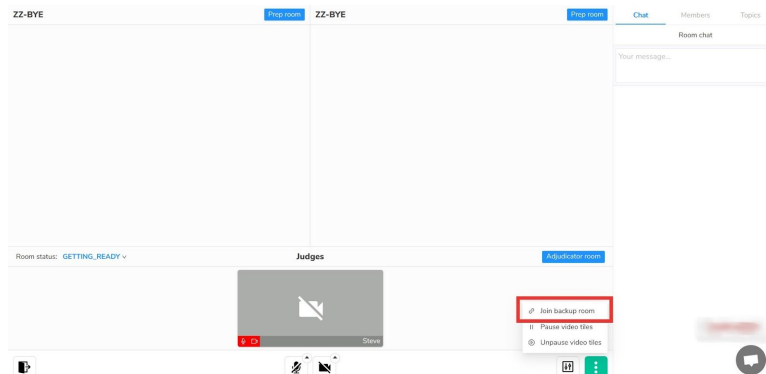 ZZ-BYE
Prep room
ZZ-BYE
Prep room
Chat
Members
Topics
Room chat
Your message...
Room status: GETTING_READY
Judges
Adjudicator room
Steve
Join backup room
Pause video tiles
Unpause video tiles